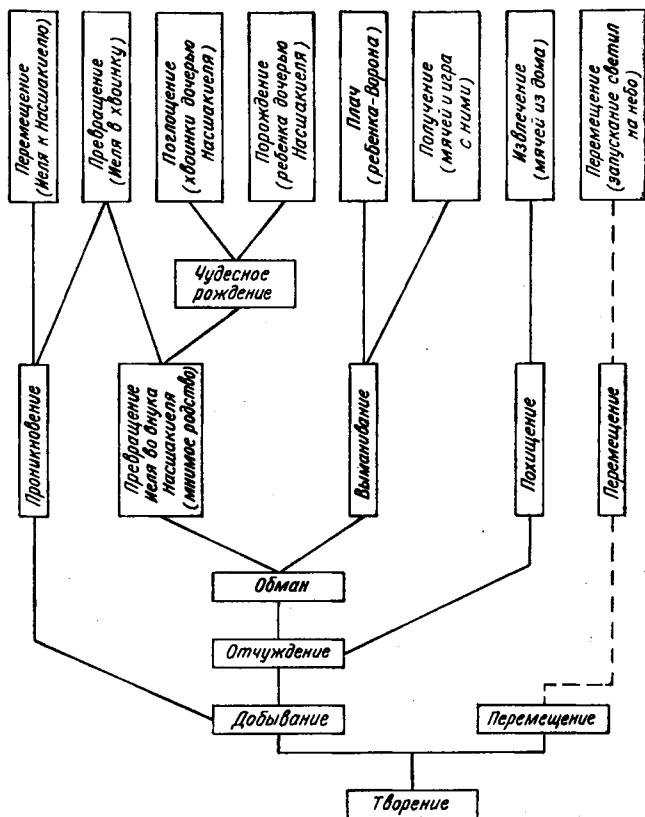 Перемещение
(Иеля к Насшакиелю)
Превращение
(Иеля в хвоинку)
Поглощение
(хвоинки дочерью
Насшакиеля)
Порождение
(ребенка дочерью
Насшакиеля)
Плач
(ребенка-Ворона)
Получение
(мячей и игра
с ними)
Извлечение
(мячей из дома)
Перемещение
(запускание светил
на небо)
Чудесное
рождение
Проникновение
Превращение
Иеля во внука
Насшакиеля
(мнимое родство)
Выманивание
Похищение
Перемещение
Обман
Отчуждение
Добывание
Перемещение
Творение